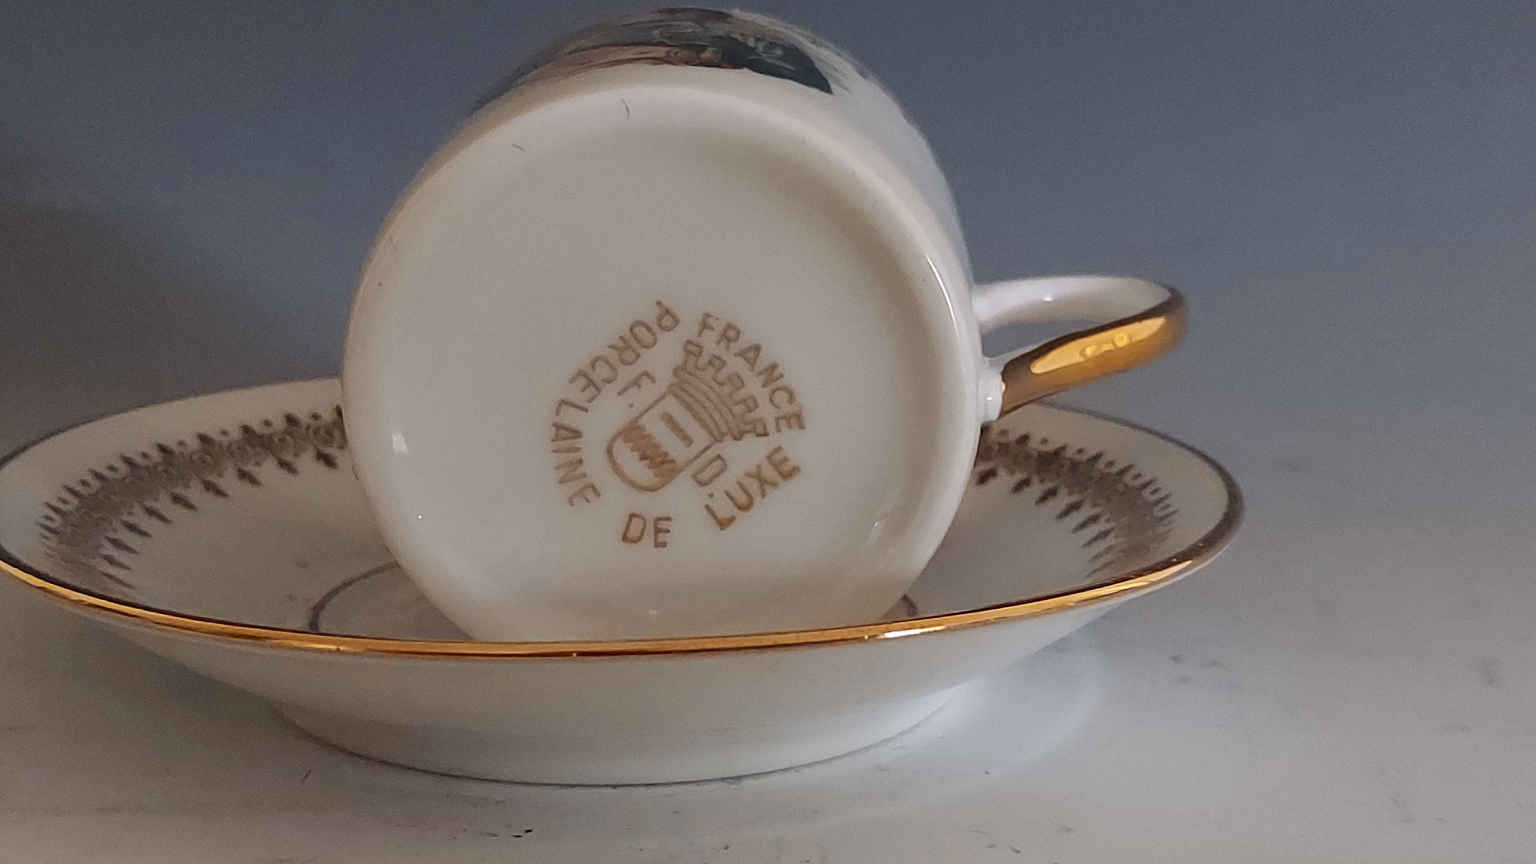 PORCELAINE DE LUXE
FRANCE
F. D.